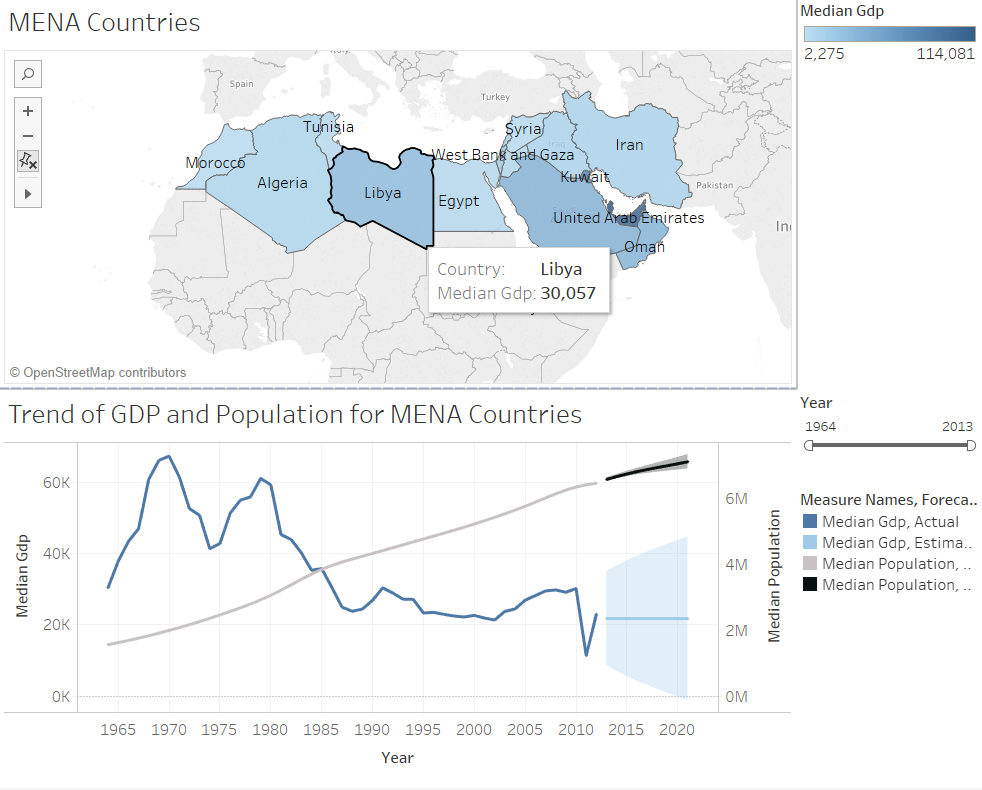 MENA Countries
Median Gdp
2,275
114,081
Italy
Spain
Turkey
Tunisia
Syria
Morocco
West Bank and Gaza
Iraq
Iran
Algeria
Libya
Kuwait
Pakistan
Egypt
United Arab Emirates
Oman
Country: Libya
Median Gdp: 30,057
© OpenStreetMap contributors
Trend of GDP and Population for MENA Countries
Year
1964
2013
Median Gdp
60K
40K
20K
0K
6M
4M
2M
0M
Median Population
1965
1970
1975
1980
1985
1990
1995
2000
2005
2010
2015
2020
Year
Measure Names, Foreca..
Median Gdp, Actual
Median Gdp, Estima..
Median Population, ..
Median Population, ..